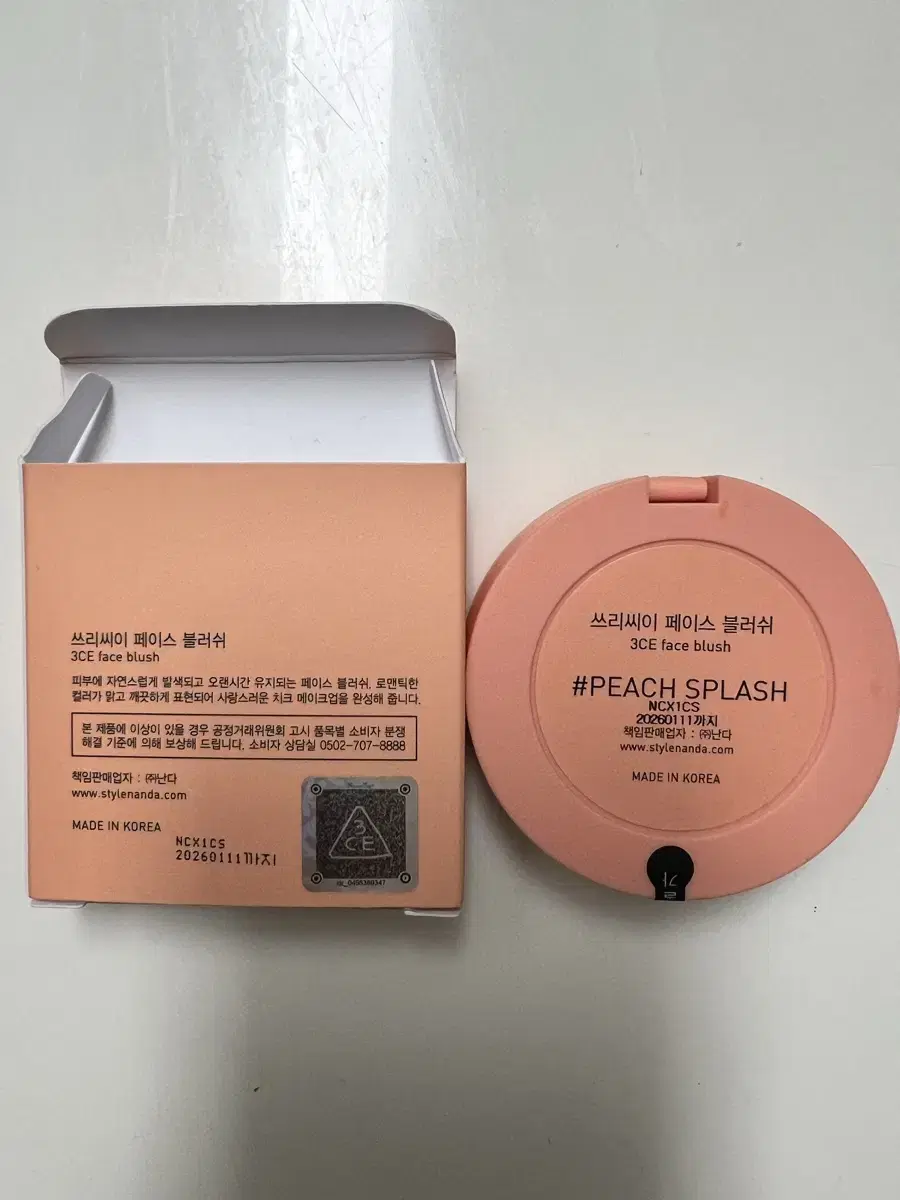 쓰리씨이 페이스 블러쉬
3CE face blush
피부에 자연스럽게 발색되고 오랜시간 유지되는 페이스 블러쉬. 로맨틱한
컬러가 맑고 깨끗하게 표현되어 사랑스러운 치크 메이크업을 완성해 줍니다.
본 제품에 이상이 있을 경우 공정거래위원회 고시 품목별 소비자 분쟁
해결 기준에 의해 보상해 드립니다. 소비자 상담실 0502-707-8888
책임판매업자 : ㈜난다
www.stylenanda.com
MADE IN KOREA
NCX1CS
20260111까지
3CE
쓰리씨이 페이스 블러쉬
3CE face blush
#PEACH SPLASH
NCX1CS
20260111까지
책임판매업자 : ㈜난다
www.stylenanda.com
MADE IN KOREA